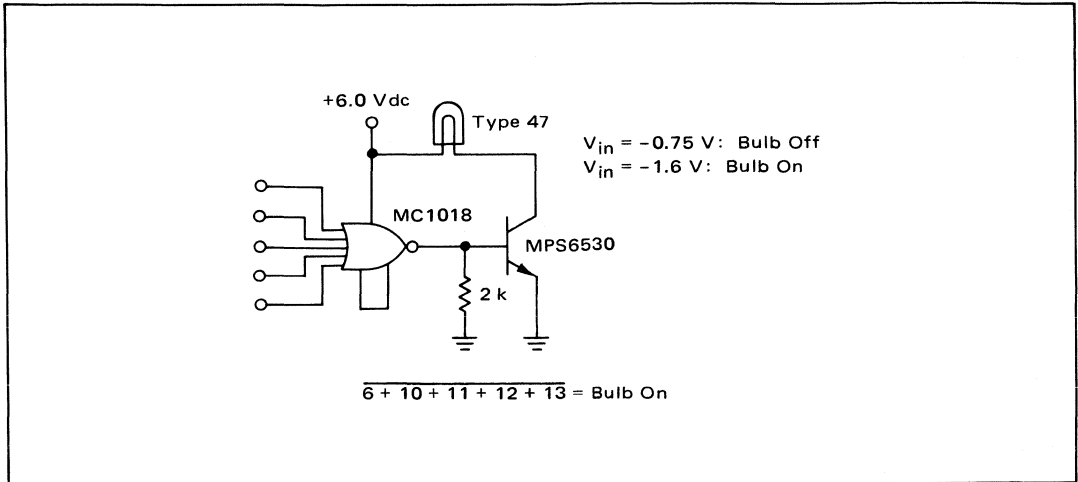 +6.0 Vdc
Type 47
V_in = -0.75 V: Bulb Off
V_in = -1.6 V: Bulb On
MC1018
MPS6530
2 k
6 + 10 + 11 + 12 + 13 = Bulb On